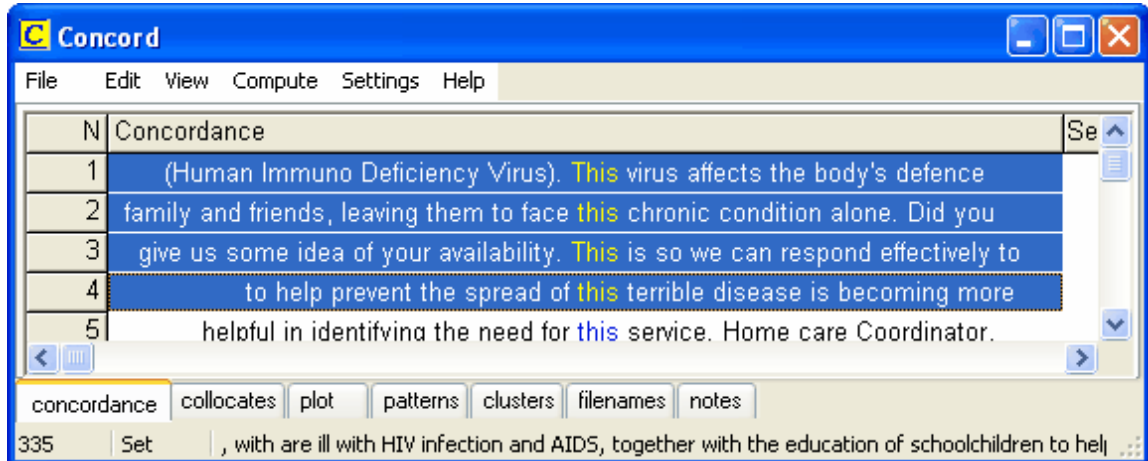 C Concord
File Edit View Compute Settings Help
N Concordance Se
1 (Human Immuno Deficiency Virus). This virus affects the body's defence
2 family and friends, leaving them to face this chronic condition alone. Did you
3 give us some idea of your availability. This is so we can respond effectively to
4 to help prevent the spread of this terrible disease is becoming more
5 helpful in identifying the need for this service. Home care Coordinator.
concordance collocates plot patterns clusters filenames notes
335 Set , with are ill with HIV infection and AIDS, together with the education of schoolchildren to help